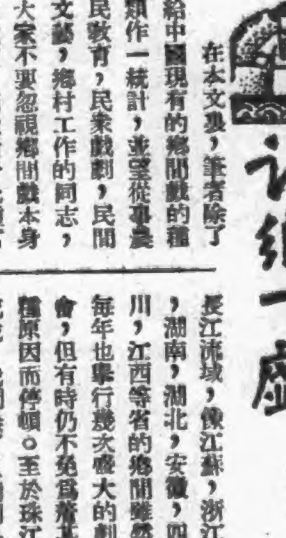 在本文裏，筆者除了
給中國現有的鄉間戲的種
類作一統計，並望從事農
民教育，民衆戲劇，民間
文藝，鄉村工作的同志，
大家不要忽視鄉間戲本身
長江流域，像江蘇，浙江
，湖南，湖北，安徽，四
川，江西等省的鄉間雖然
每年也舉行幾次盛大的劇
會，但有時仍不免爲着某
種原因而停頓。至於珠江